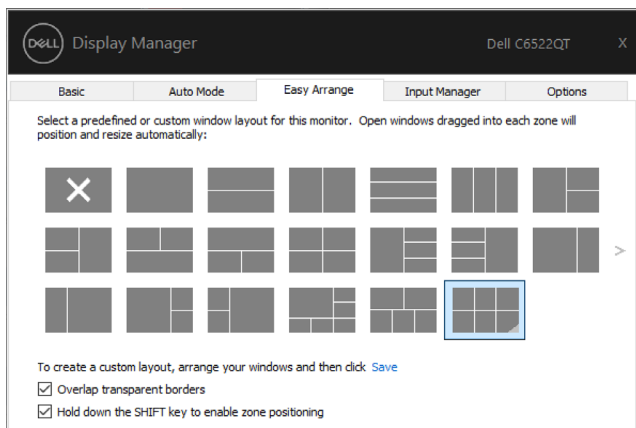 DELL Display Manager Dell C6522QT X
Basic Auto Mode Easy Arrange Input Manager Options
Select a predefined or custom window layout for this monitor. Open windows dragged into each zone will
position and resize automatically:
>
To create a custom layout, arrange your windows and then click Save
Overlap transparent borders
Hold down the SHIFT key to enable zone positioning